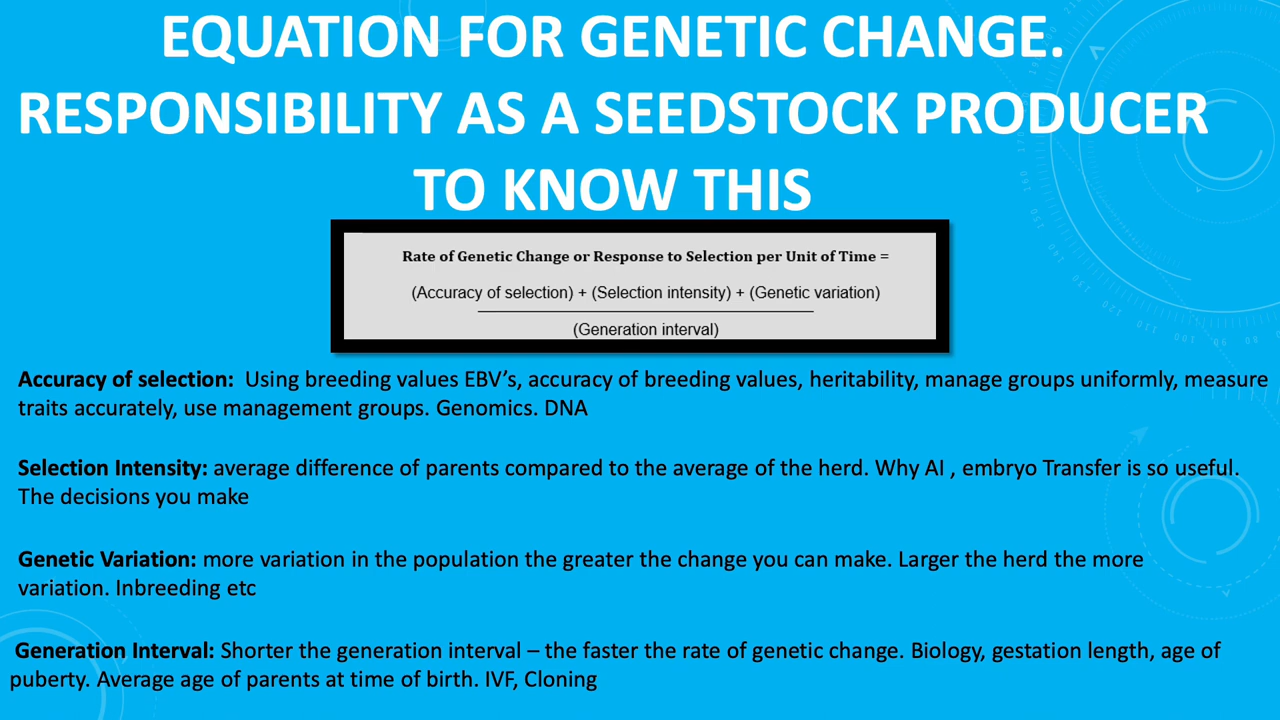 EQUATION FOR GENETIC CHANGE.
RESPONSIBILITY AS A SEEDSTOCK PRODUCER
TO KNOW THIS
Rate of Genetic Change or Response to Selection per Unit of Time =
(Accuracy of selection) + (Selection intensity) + (Genetic variation)
(Generation interval)
Accuracy of selection:  Using breeding values EBV’s, accuracy of breeding values, heritability, manage groups uniformly, measure
traits accurately, use management groups. Genomics. DNA
Selection Intensity: average difference of parents compared to the average of the herd. Why AI , embryo Transfer is so useful.
The decisions you make
Genetic Variation: more variation in the population the greater the change you can make. Larger the herd the more
variation. Inbreeding etc
Generation Interval: Shorter the generation interval – the faster the rate of genetic change. Biology, gestation length, age of
puberty. Average age of parents at time of birth. IVF, Cloning